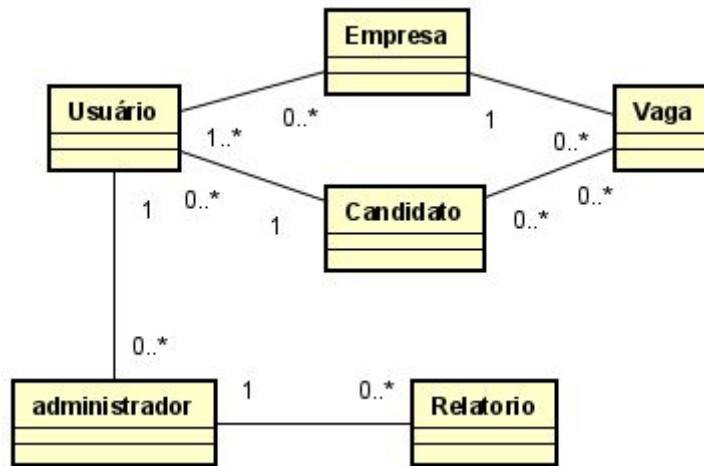 Empresa
Usuário
Vaga
0..*
1
1..*
0..*
0..*
1
Candidato
0..*
0..*
1
0..*
administrador
1
0..*
Relatorio